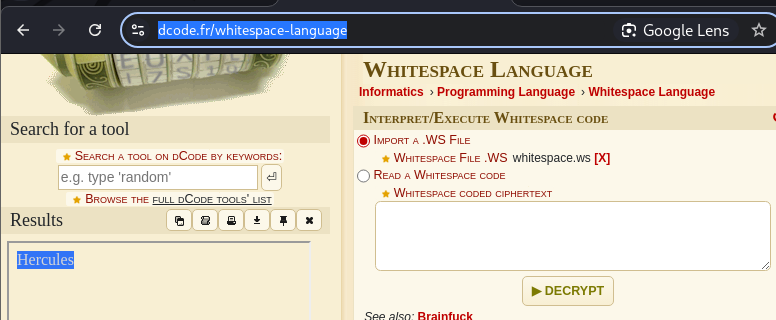 dcode.fr/whitespace-language
Google Lens
Search for a tool
★ Search a tool on dCode by keywords:
e.g. type 'random'
★ Browse the full dCode tools' list
Results
Hercules
Whitespace Language
Informatics › Programming Language › Whitespace Language
Interpret/Execute Whitespace code
Import a .WS File
★ Whitespace File .WS whitespace.ws [X]
Read a Whitespace code
★ Whitespace coded ciphertext
▶ DECRYPT
See also: Brainfuck